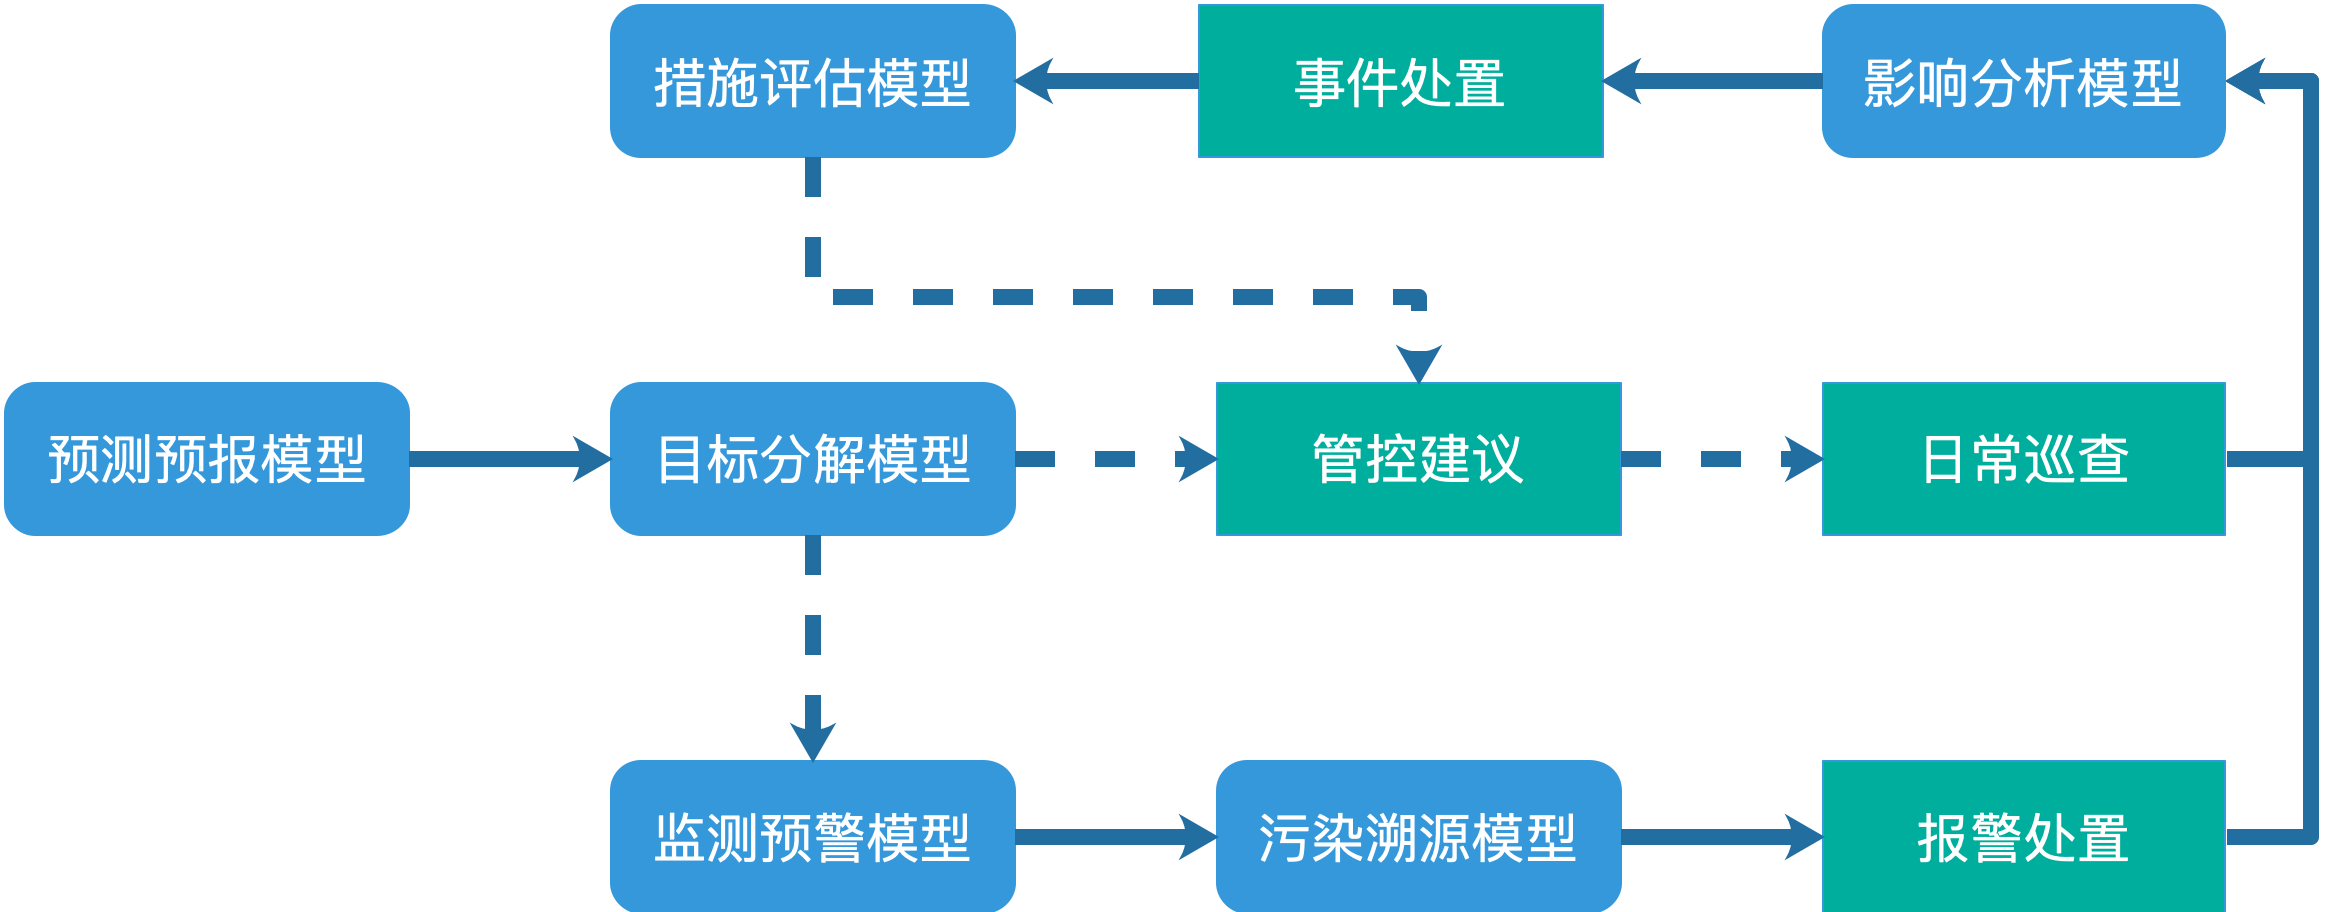 措施评估模型
事件处置
影响分析模型
预测预报模型
目标分解模型
管控建议
日常巡查
监测预警模型
污染溯源模型
报警处置